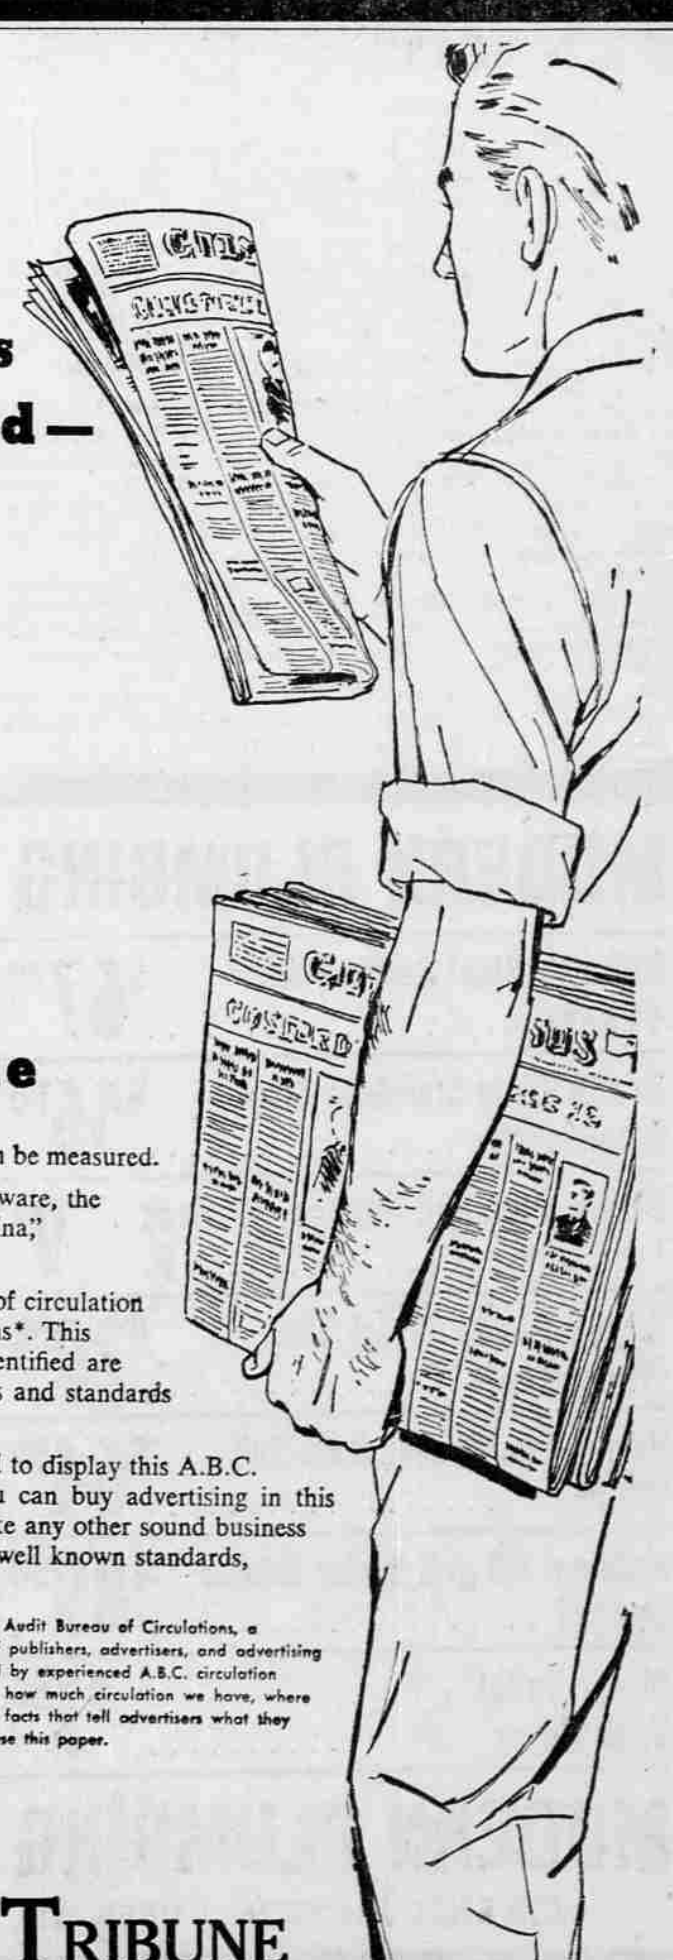 s
d—
e
be measured.
ware, the
na,"
of circulation
s*. This
entified are
s and standards
to display this A.B.C.
can buy advertising in this
e any other sound business
well known standards,
Audit Bureau of Circulations, a
publishers, advertisers, and advertising
by experienced A.B.C. circulation
how much circulation we have, where
facts that tell advertisers what they
se this paper.
TRIBUNE